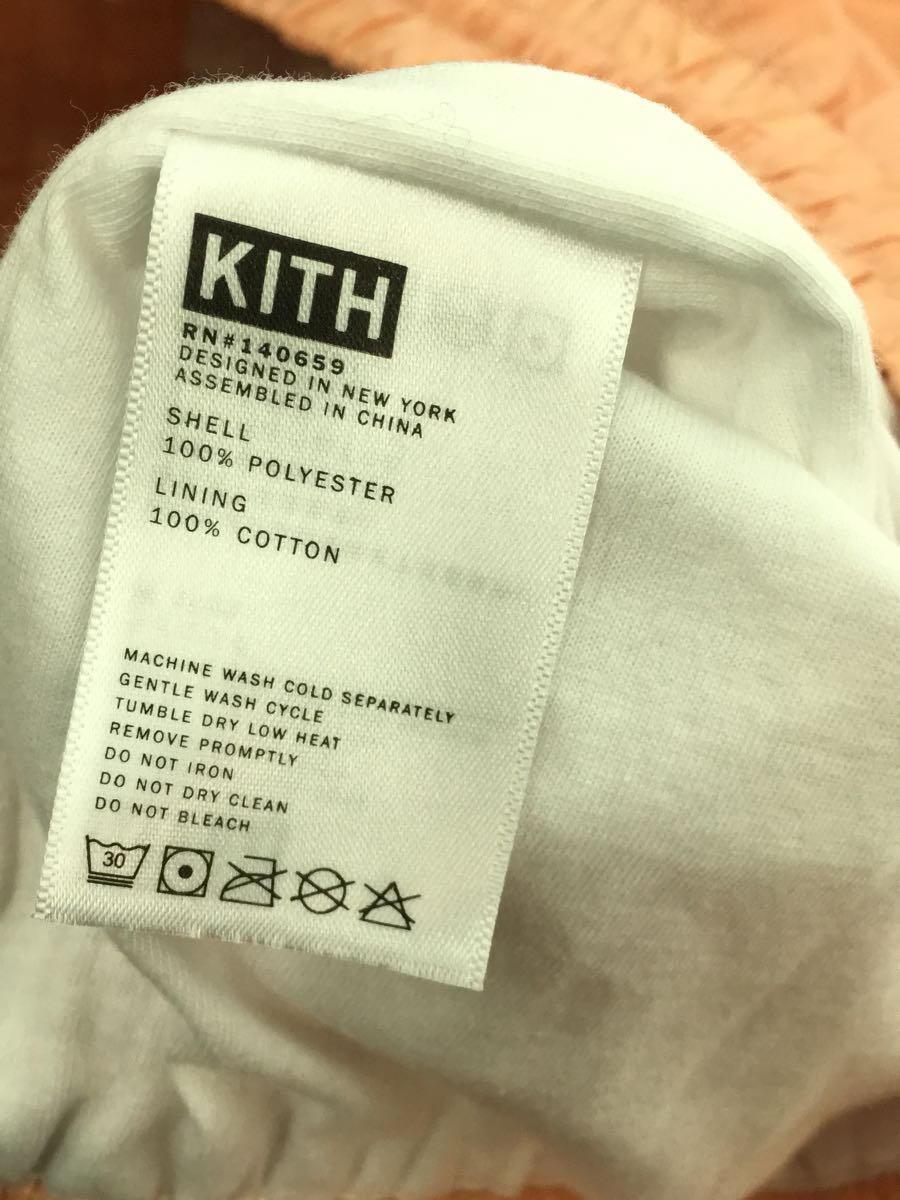 KITH
RN#140659
DESIGNED IN NEW YORK
ASSEMBLED IN CHINA
SHELL
100% POLYESTER
LINING
100% COTTON
MACHINE WASH COLD SEPARATELY
GENTLE WASH CYCLE
TUMBLE DRY LOW HEAT
REMOVE PROMPTLY
DO NOT IRON
DO NOT DRY CLEAN
DO NOT BLEACH
30